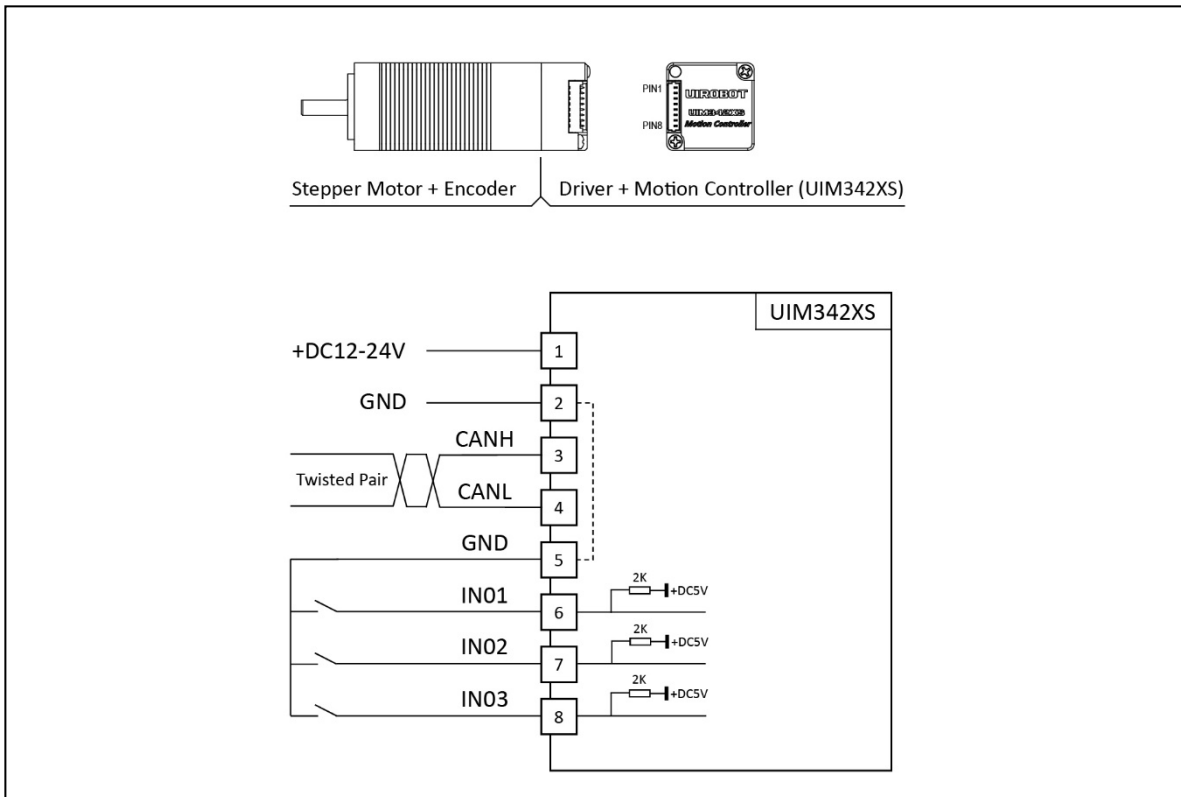 PIN1
UIROBOT
UIM342XS
PIN8
Motion Controller
Stepper Motor + Encoder
Driver + Motion Controller (UIM342XS)
UIM342XS
+DC12-24V
1
GND
2
CANH
3
Twisted Pair
CANL
4
GND
5
2K
+DC5V
IN01
6
2K
+DC5V
IN02
7
2K
+DC5V
IN03
8